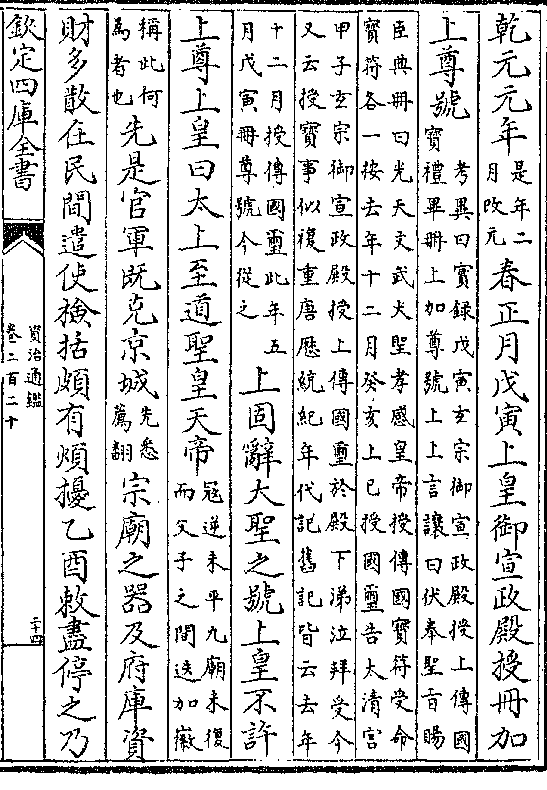 乾元元年是年二月改元春正月戊寅上皇御宣政殿授冊加
上尊號考異曰實録戊寅玄宗御宣政殿授上傳國寶禮畢冊上加尊號上上言讓曰伏奉聖旨賜
臣典冊曰光天文武大聖孝感皇帝授傳國寶符受命寶符各一按去年十二月癸亥上已授國璽告太清宮
甲子玄宗御宣政殿授上傳國璽於殿下涕泣拜受今又云授寶事似復重唐厯統紀年代記舊記皆云去年
十二月授傳國璽此年五月戊寅冊尊號今從之上固辭大聖之號上皇不許
上尊上皇曰太上至道聖皇天帝冦逆未平九廟未復而父子之間迭加徽
稱此何為者也先是官軍既克京城先悉薦翻宗廟之器及府庫資
財多散在民間遣使檢括頗有煩擾乙酉敕盡停之乃
欽定四庫全書
資治通鑑
卷二百二十
二十四